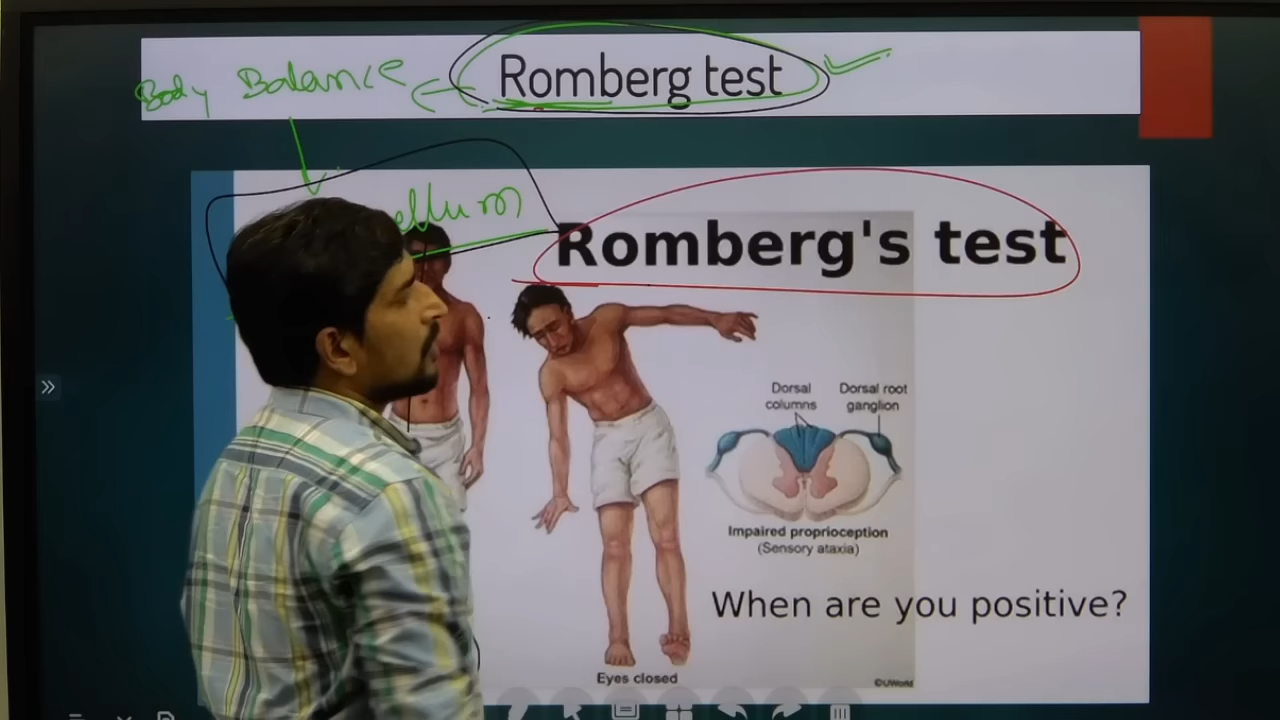 Romberg test
Body Balance
ellum
Romberg's test
Dorsal columns
Dorsal root ganglion
Impaired proprioception
(Sensory ataxia)
When are you positive?
Eyes closed
©UWorld